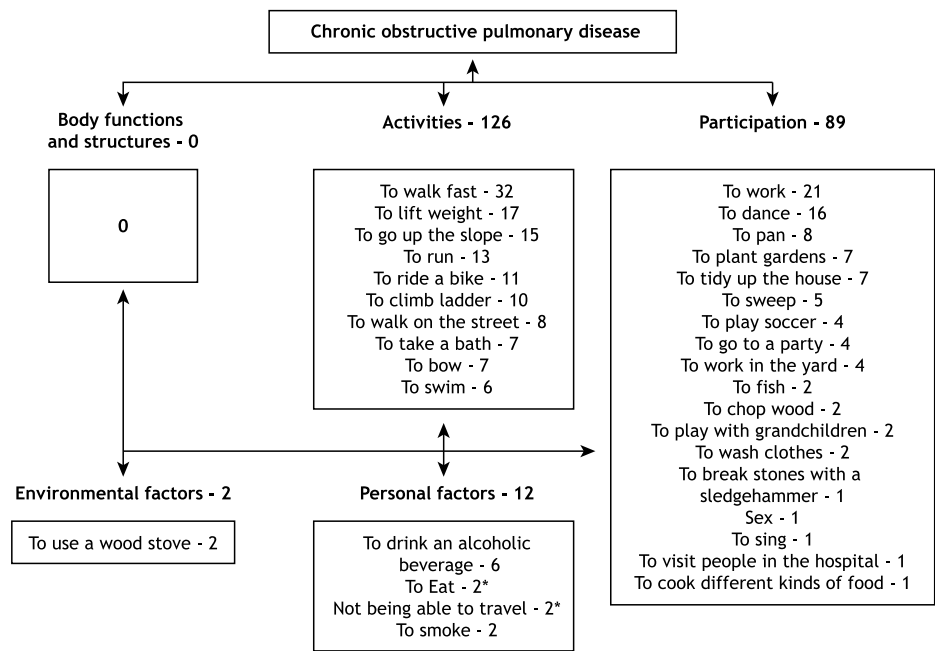 Chronic obstructive pulmonary disease
Body functions
and structures - 0
0
Activities - 126
To walk fast - 32
To lift weight - 17
To go up the slope - 15
To run - 13
To ride a bike - 11
To climb ladder - 10
To walk on the street - 8
To take a bath - 7
To bow - 7
To swim - 6
Participation - 89
To work - 21
To dance - 16
To pan - 8
To plant gardens - 7
To tidy up the house - 7
To sweep - 5
To play soccer - 4
To go to a party - 4
To work in the yard - 4
To fish - 2
To chop wood - 2
To play with grandchildren - 2
To wash clothes - 2
To break stones with a
sledgehammer - 1
Sex - 1
To sing - 1
To visit people in the hospital - 1
To cook different kinds of food - 1
Environmental factors - 2
To use a wood stove - 2
Personal factors - 12
To drink an alcoholic
beverage - 6
To Eat - 2*
Not being able to travel - 2*
To smoke - 2